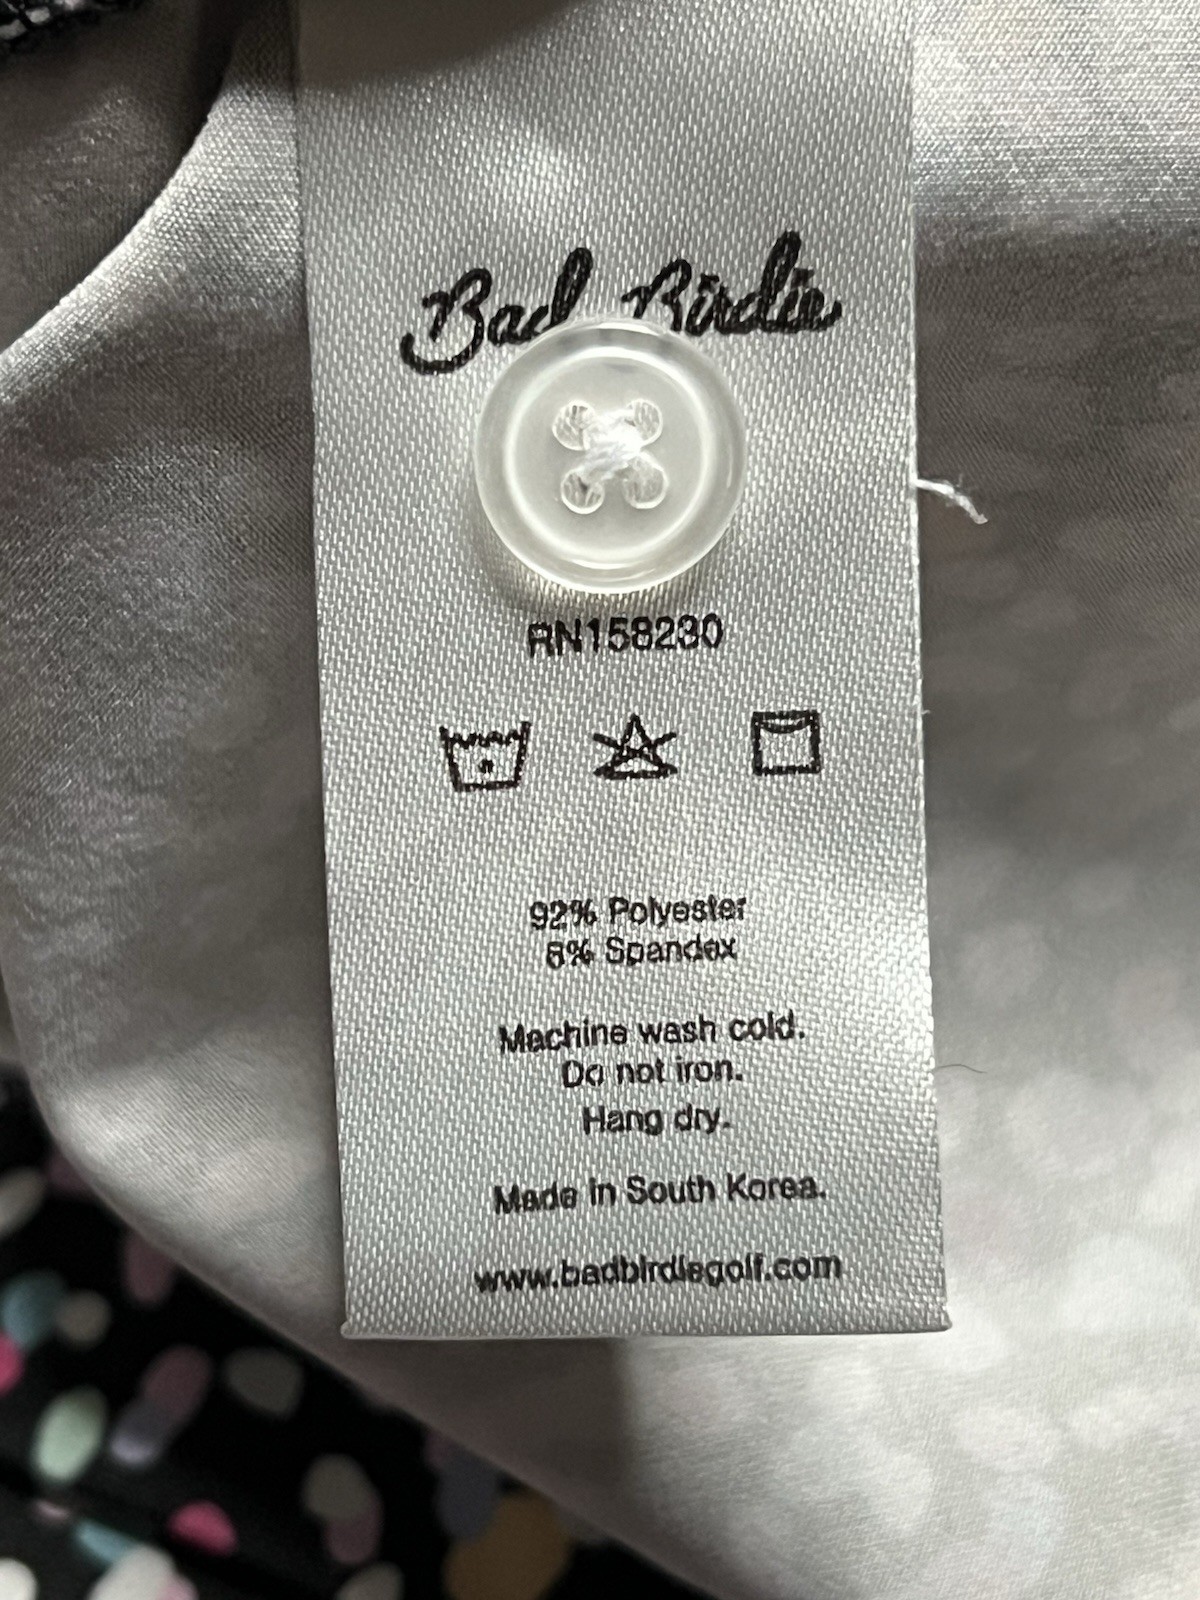 Bad Birdie
RN158230
92% Polyester
8% Spandex
Machine wash cold.
Do not iron.
Hang dry.
Made in South Korea.
www.badbirdiegolf.com